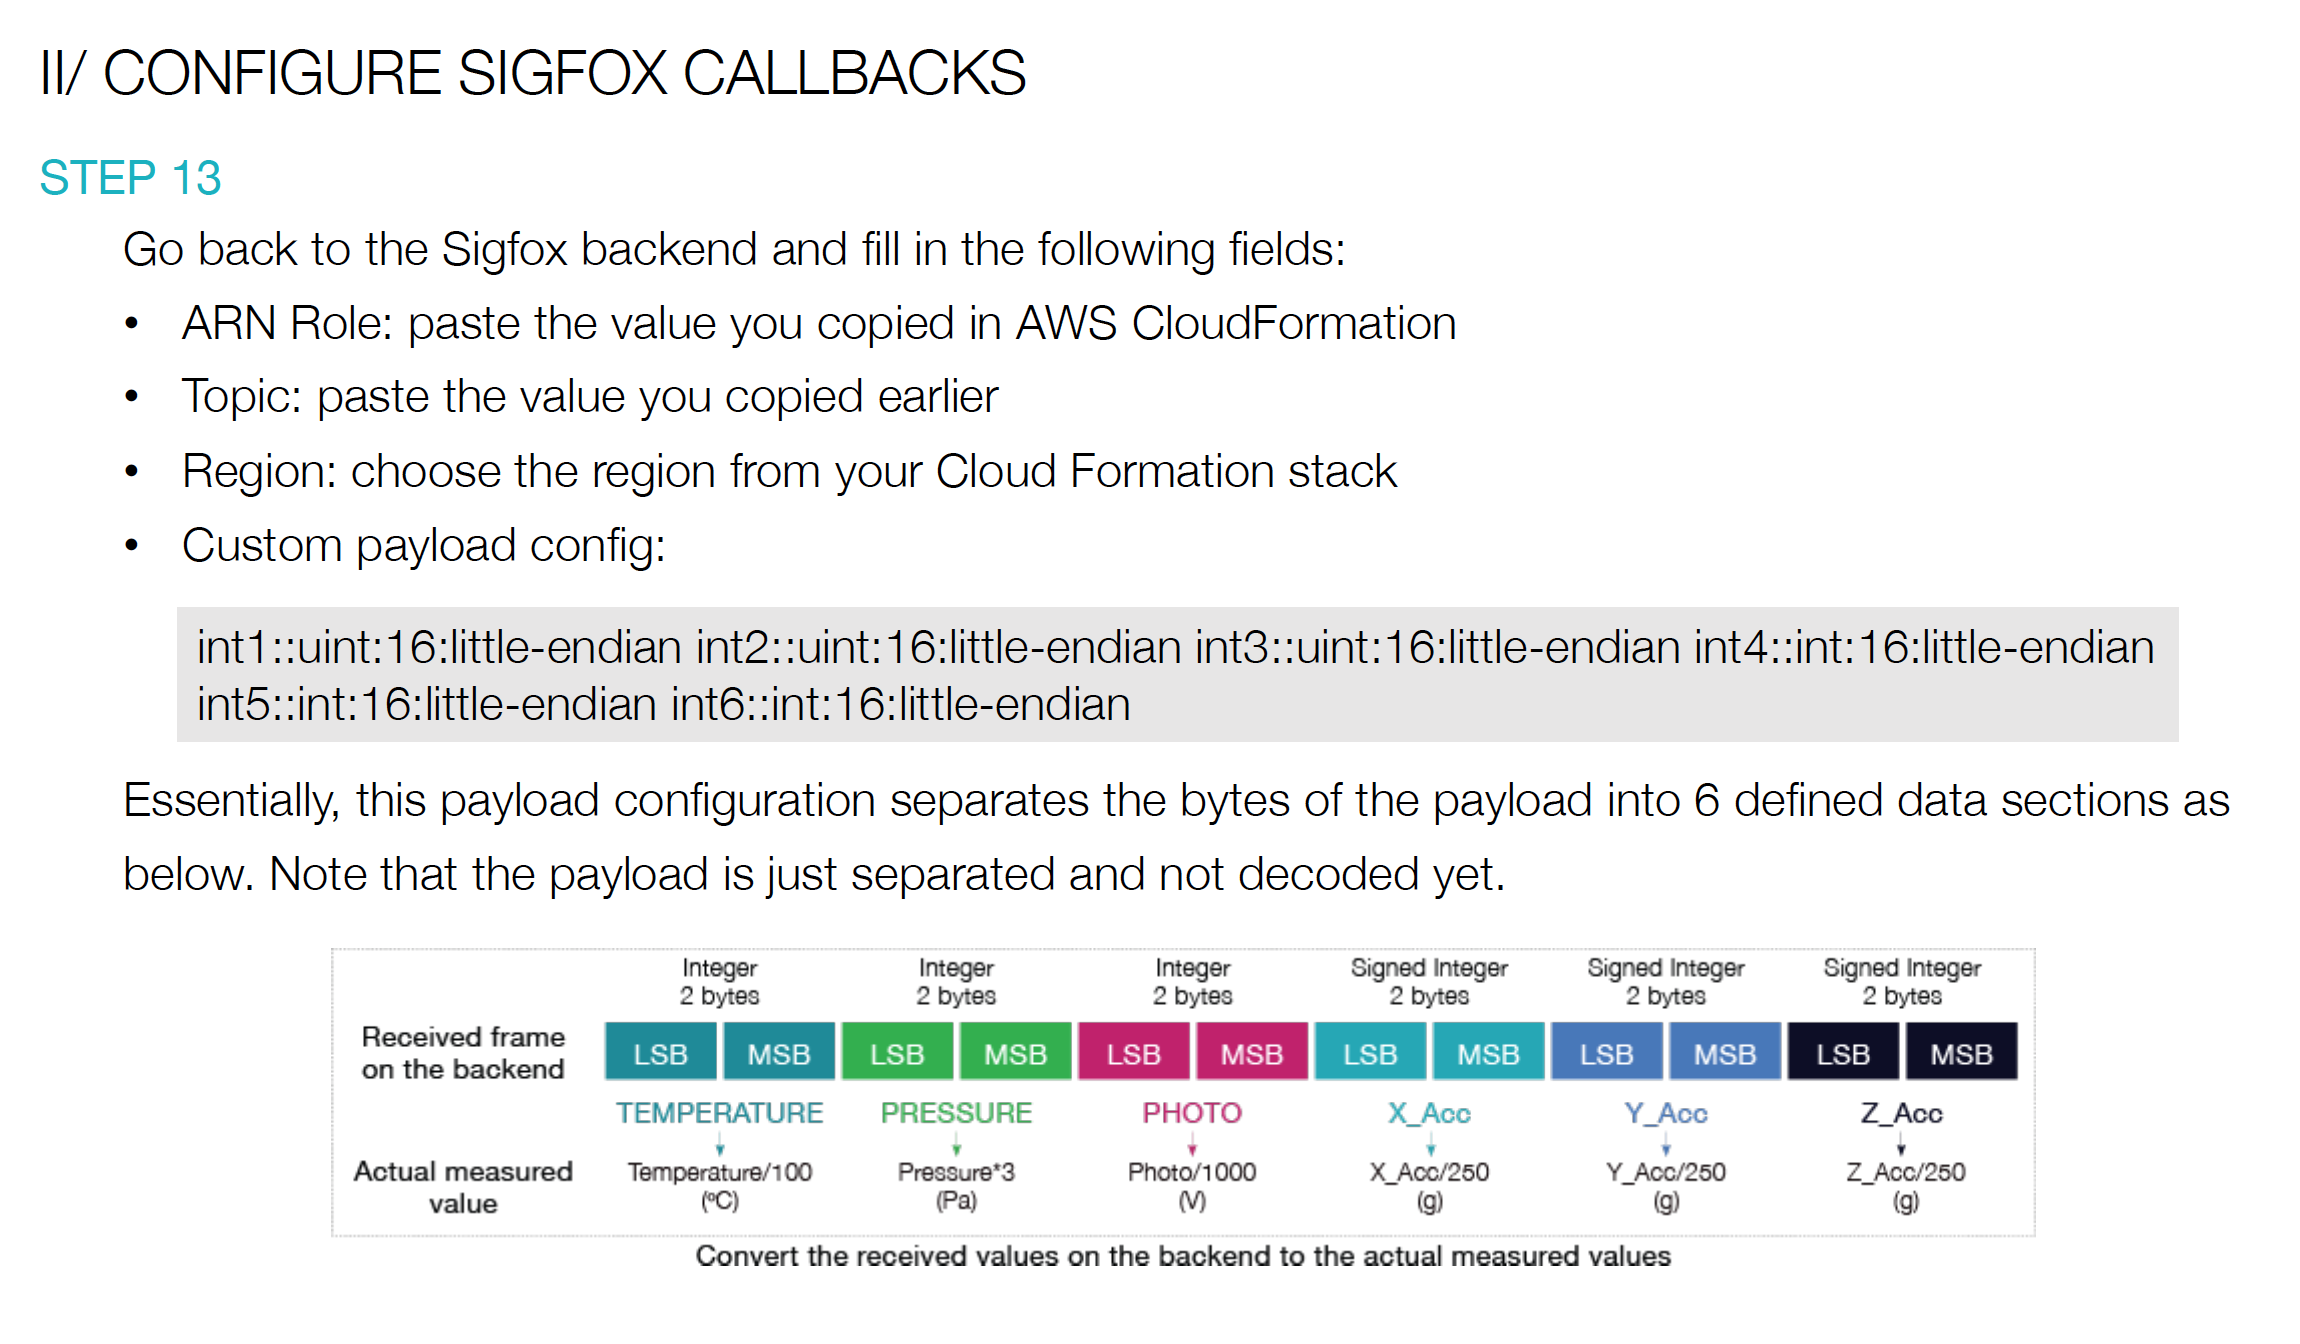 II/ CONFIGURE SIGFOX CALLBACKS
STEP 13
Go back to the Sigfox backend and fill in the following fields:
• ARN Role: paste the value you copied in AWS CloudFormation
• Topic: paste the value you copied earlier
• Region: choose the region from your Cloud Formation stack
• Custom payload config:
int1::uint:16:little-endian int2::uint:16:little-endian int3::uint:16:little-endian int4::int:16:little-endian
int5::int:16:little-endian int6::int:16:little-endian
Essentially, this payload configuration separates the bytes of the payload into 6 defined data sections as
below. Note that the payload is just separated and not decoded yet.
Integer Integer Integer Signed Integer Signed Integer Signed Integer
2 bytes 2 bytes 2 bytes 2 bytes 2 bytes 2 bytes
Received frame
on the backend
LSB MSB LSB MSB LSB MSB LSB MSB LSB MSB LSB MSB
TEMPERATURE PRESSURE PHOTO X_Acc Y_Acc Z_Acc
Actual measured
value
Temperature/100 Pressure*3 Photo/1000 X_Acc/250 Y_Acc/250 Z_Acc/250
(ºC) (Pa) (V) (g) (g) (g)
Convert the received values on the backend to the actual measured values